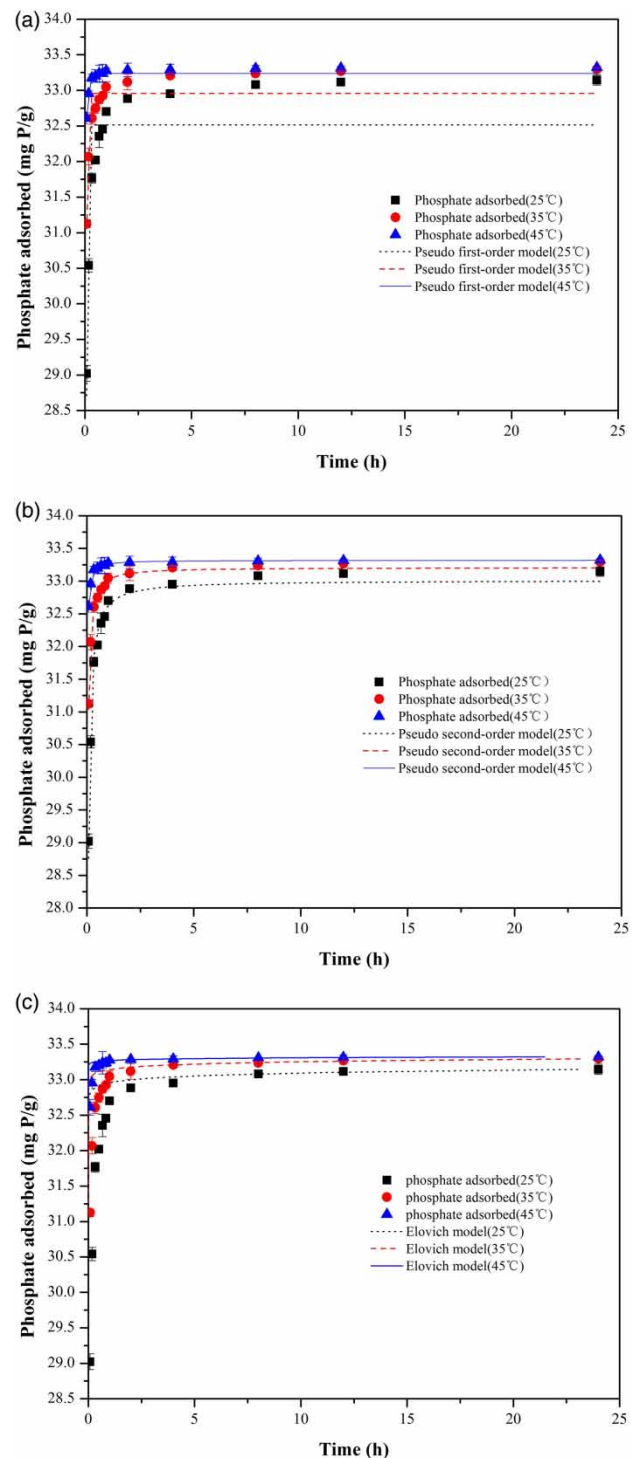 (a)
34.0
33.5
33.0
32.5
32.0
31.5
31.0
30.5
30.0
29.5
29.0
28.5
Phosphate adsorbed (mg P/g)
Phosphate adsorbed(25℃)
Phosphate adsorbed(35℃)
Phosphate adsorbed(45℃)
Pseudo first-order model(25℃)
Pseudo first-order model(35℃)
Pseudo first-order model(45℃)
0 5 10 15 20 25
Time (h)
(b)
34.0
33.5
33.0
32.5
32.0
31.5
31.0
30.5
30.0
29.5
29.0
28.5
28.0
Phosphate adsorbed (mg P/g)
Phosphate adsorbed(25℃)
Phosphate adsorbed(35℃)
Phosphate adsorbed(45℃)
Pseudo second-order model(25℃)
Pseudo second-order model(35℃)
Pseudo second-order model(45℃)
0 5 10 15 20 25
Time (h)
(c)
34.0
33.5
33.0
32.5
32.0
31.5
31.0
30.5
30.0
29.5
29.0
28.5
Phosphate adsorbed (mg P/g)
phosphate adsorbed(25℃)
phosphate adsorbed(35℃)
phosphate adsorbed(45℃)
Elovich model(25℃)
Elovich model(35℃)
Elovich model(45℃)
0 5 10 15 20 25
Time (h)